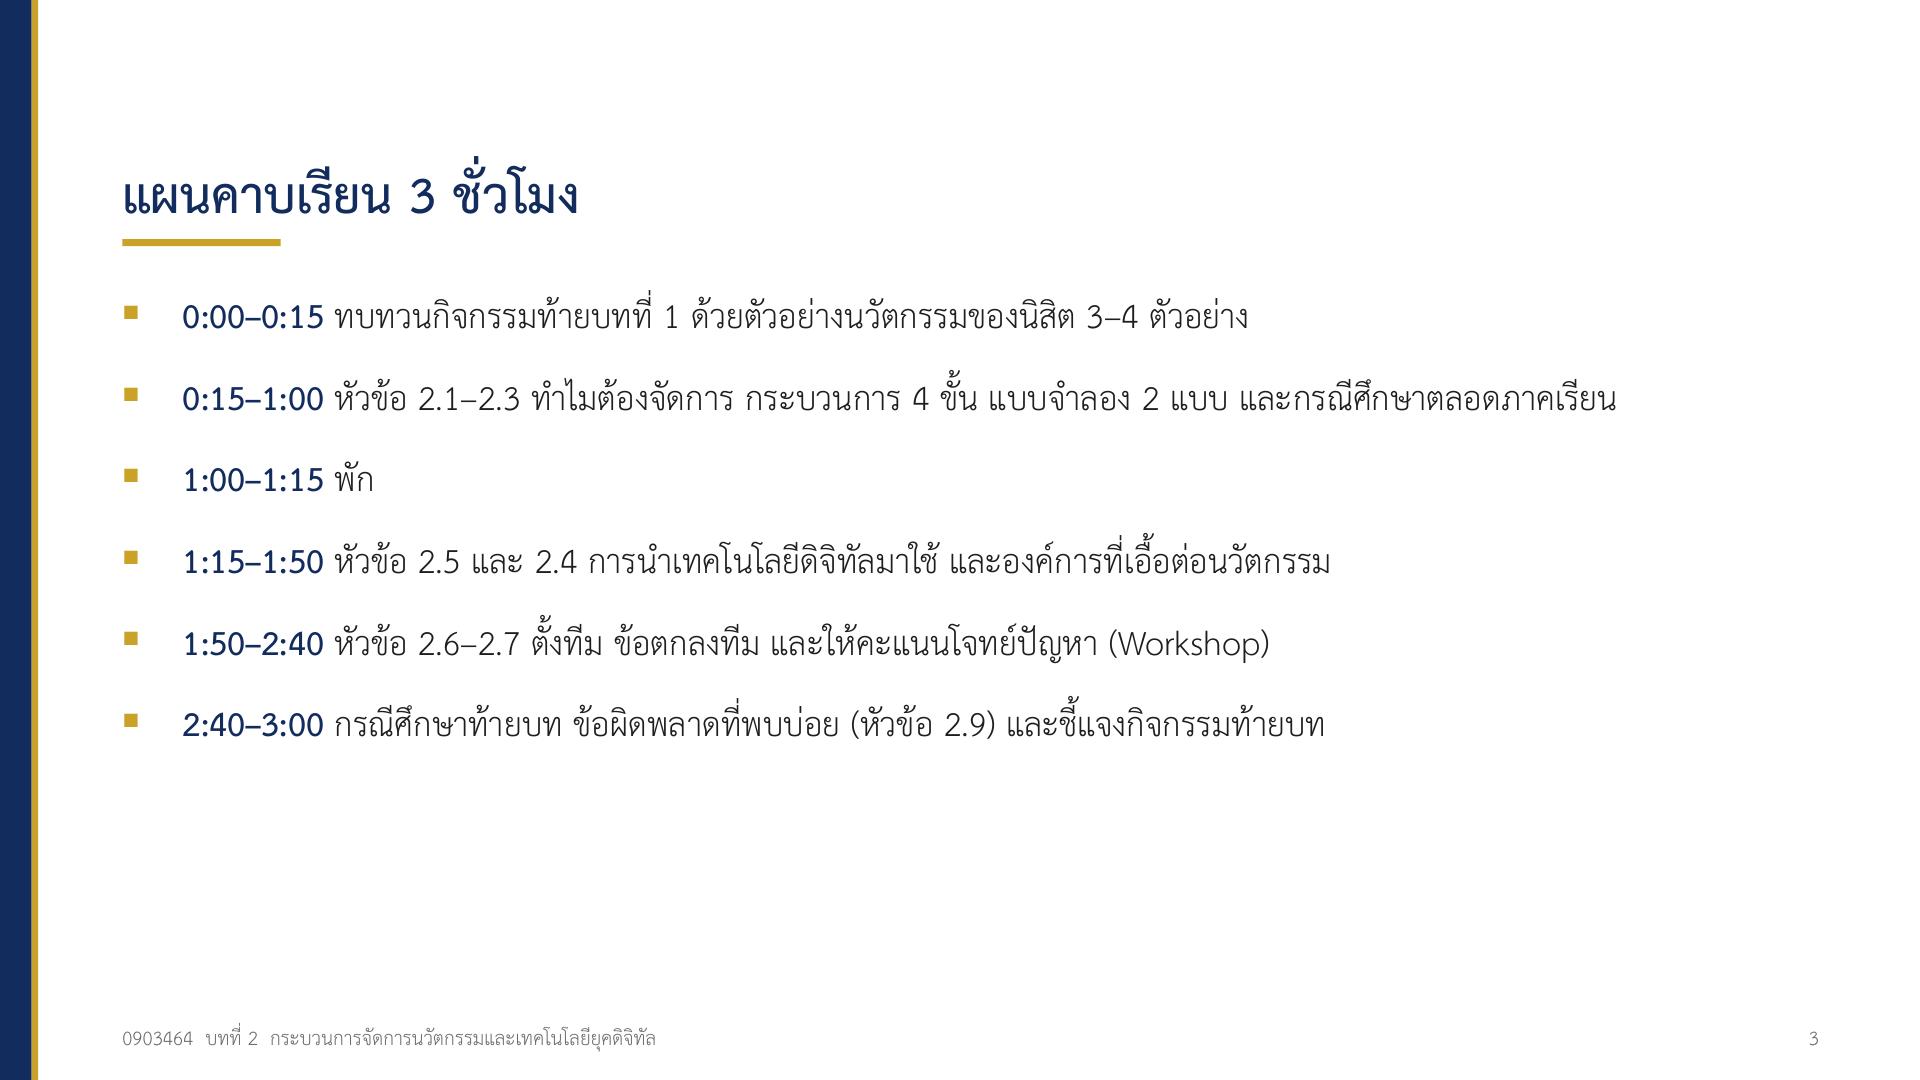 แผนคาบเรียน 3 ชั่วโมง
0:00–0:15 ทบทวนกิจกรรมท้ายบทที่ 1 ด้วยตัวอย่างนวัตกรรมของนิสิต 3–4 ตัวอย่าง
0:15–1:00 หัวข้อ 2.1–2.3 ทำไมต้องจัดการ กระบวนการ 4 ขั้น แบบจำลอง 2 แบบ และกรณีศึกษาตลอดภาคเรียน
1:00–1:15 พัก
1:15–1:50 หัวข้อ 2.5 และ 2.4 การนำเทคโนโลยีดิจิทัลมาใช้ และองค์การที่เอื้อต่อนวัตกรรม
1:50–2:40 หัวข้อ 2.6–2.7 ตั้งทีม ข้อตกลงทีม และให้คะแนนโจทย์ปัญหา (Workshop)
2:40–3:00 กรณีศึกษาท้ายบท ข้อผิดพลาดที่พบบ่อย (หัวข้อ 2.9) และชี้แจงกิจกรรมท้ายบท
0903464 บทที่ 2 กระบวนการจัดการนวัตกรรมและเทคโนโลยียุคดิจิทัล
3